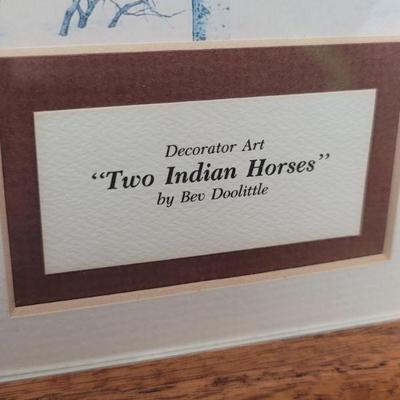 Decorator Art
“Two Indian Horses”
by Bev Doolittle